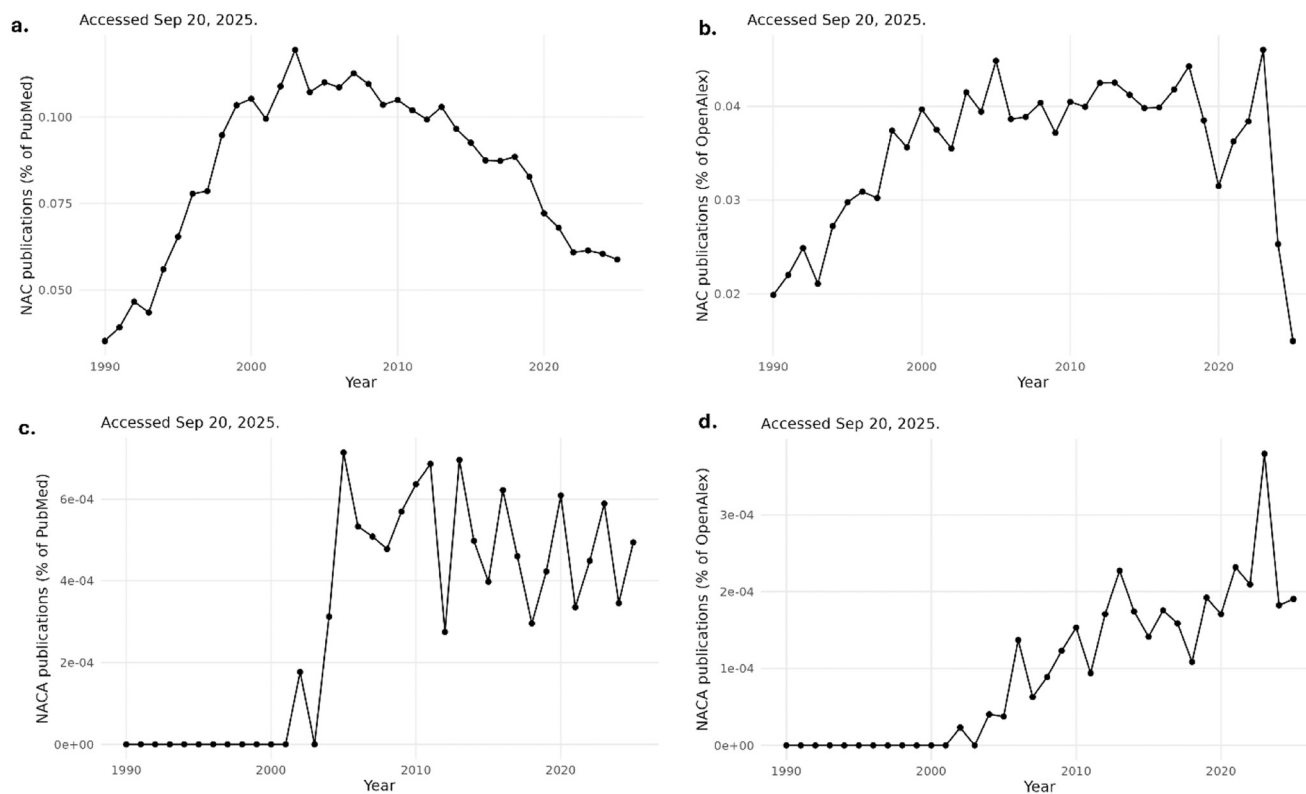 a.
Accessed Sep 20, 2025.
NAC publications (% of PubMed)
0.100
0.075
0.050
1990 2000 2010 2020
Year
b.
Accessed Sep 20, 2025.
NAC publications (% of OpenAlex)
0.04
0.03
0.02
1990 2000 2010 2020
Year
c.
Accessed Sep 20, 2025.
NACA publications (% of PubMed)
6e-04
4e-04
2e-04
0e+00
1990 2000 2010 2020
Year
d.
Accessed Sep 20, 2025.
NACA publications (% of OpenAlex)
3e-04
2e-04
1e-04
0e+00
1990 2000 2010 2020
Year